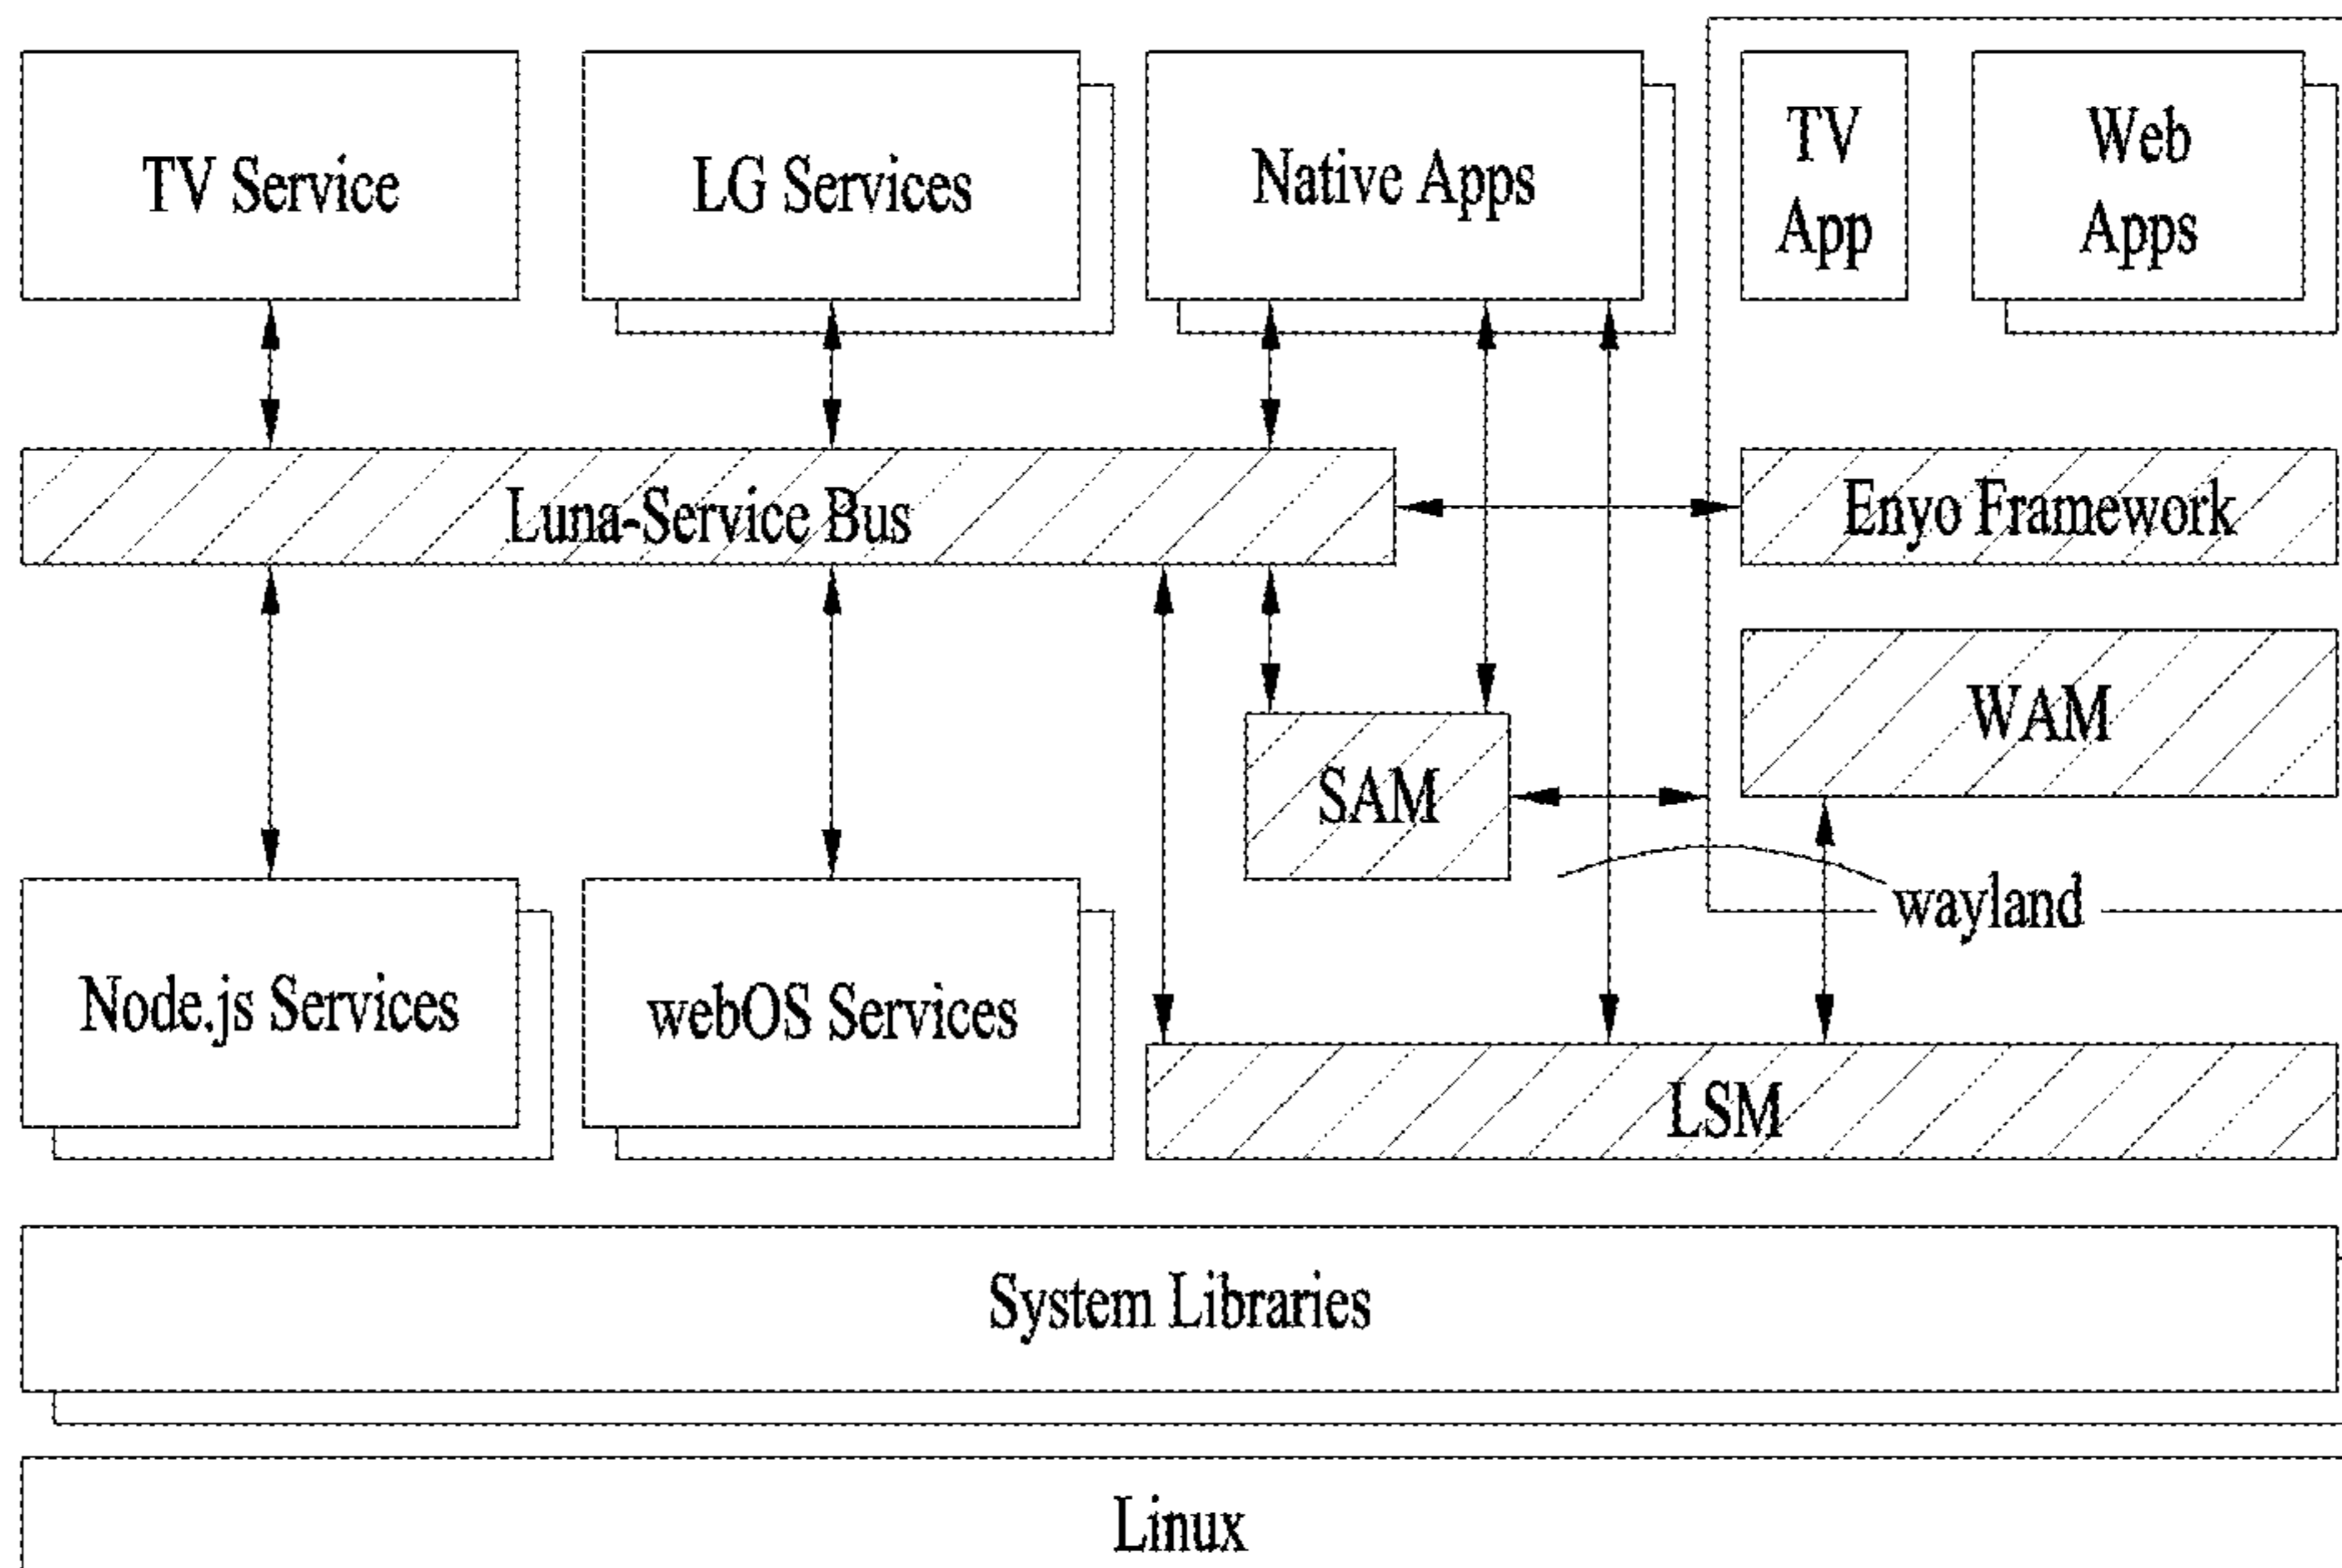 TV Service
LG Services
Native Apps
TV
App
Web
Apps
Luna-Service Bus
Enyo Framework
WAM
SAM
wayland
Node.js Services
webOS Services
LSM
System Libraries
Linux